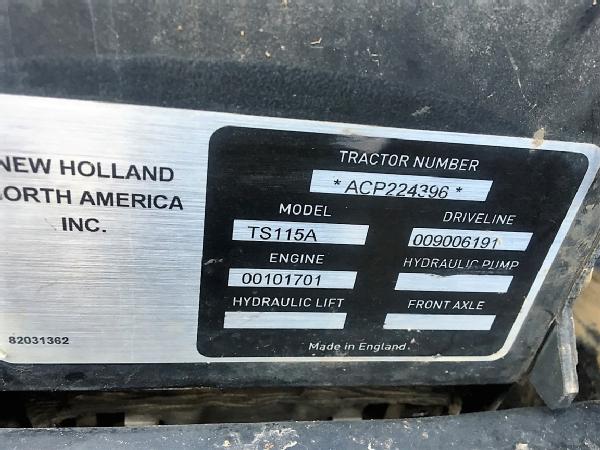 NEW HOLLAND
NORTH AMERICA
INC.
82031362
TRACTOR NUMBER
* ACP224396 *
MODEL DRIVELINE
TS115A 009006191
ENGINE HYDRAULIC PUMP
00101701
HYDRAULIC LIFT FRONT AXLE
Made in England